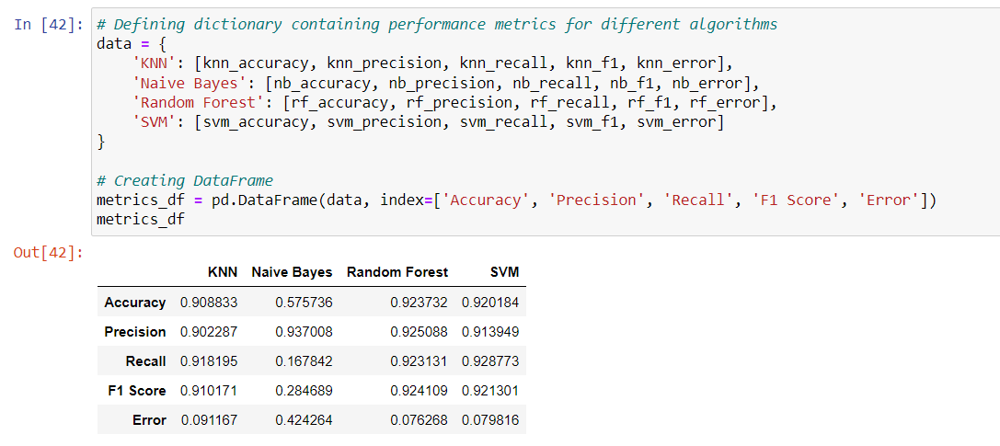 In [42]: # Defining dictionary containing performance metrics for different algorithms
data = {
    'KNN': [knn_accuracy, knn_precision, knn_recall, knn_f1, knn_error],
    'Naive Bayes': [nb_accuracy, nb_precision, nb_recall, nb_f1, nb_error],
    'Random Forest': [rf_accuracy, rf_precision, rf_recall, rf_f1, rf_error],
    'SVM': [svm_accuracy, svm_precision, svm_recall, svm_f1, svm_error]
}
# Creating DataFrame
metrics_df = pd.DataFrame(data, index=['Accuracy', 'Precision', 'Recall', 'F1 Score', 'Error'])
metrics_df
Out[42]:
KNN Naive Bayes Random Forest SVM
Accuracy 0.908833 0.575736 0.923732 0.920184
Precision 0.902287 0.937008 0.925088 0.913949
Recall 0.918195 0.167842 0.923131 0.928773
F1 Score 0.910171 0.284689 0.924109 0.921301
Error 0.091167 0.424264 0.076268 0.079816